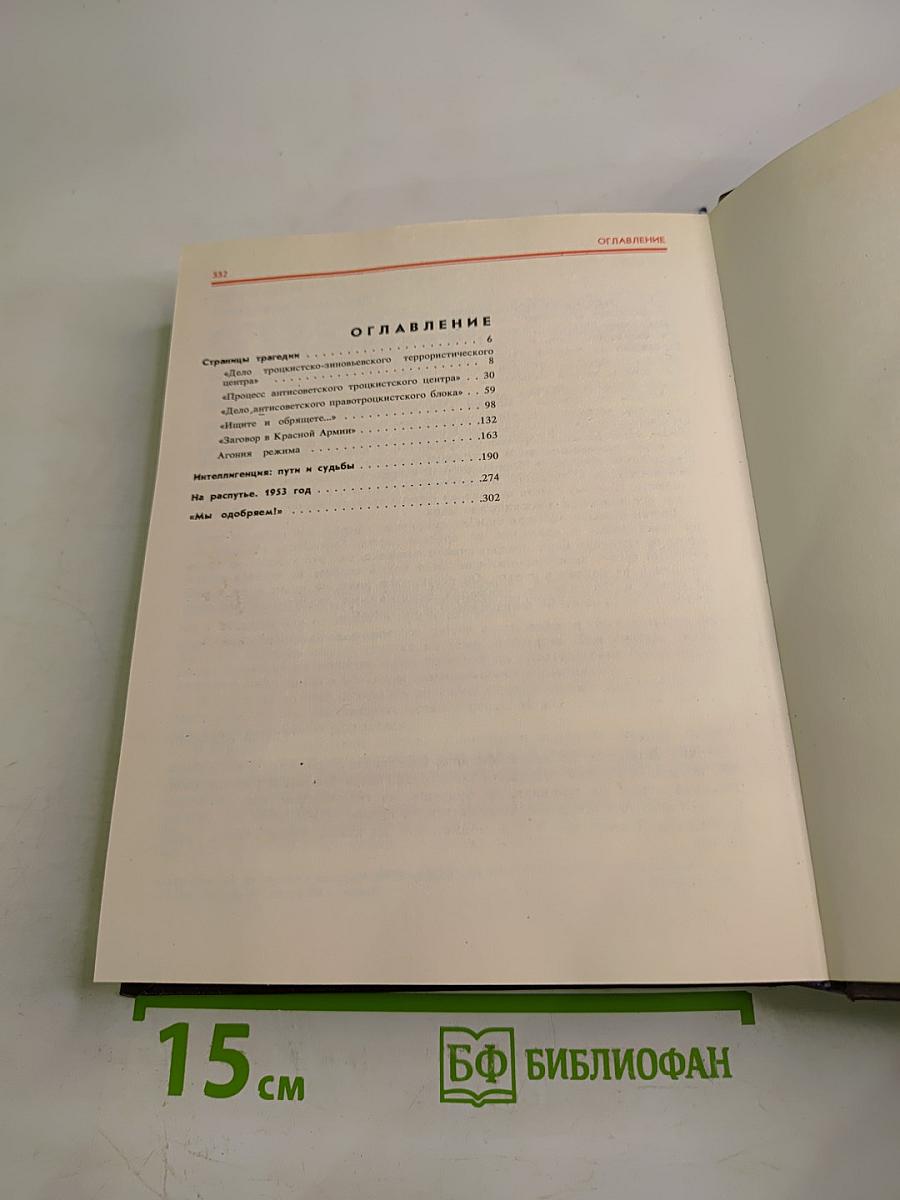 332
ОГЛАВЛЕНИЕ
ОГЛАВЛЕНИЕ
Страницы трагедии . . . . . . . . . . . . . . . . . . . . 6
«Дело троцкистско-зиновьевского террористического
центра» . . . . . . . . . . . . . . . . . . . . . . . . 8
«Процесс антисоветского троцкистского центра» . . 30
«Дело антисоветского правотроцкистского блока» . . 59
«Ищите и обрящете...» . . . . . . . . . . . . . . . 98
«Заговор в Красной Армии» . . . . . . . . . . . . .132
Агония режима . . . . . . . . . . . . . . . . . . .163
Интеллигенция: пути и судьбы . . . . . . . . . . . . .190
На распутье. 1953 год . . . . . . . . . . . . . . . . .274
«Мы одобряем!» . . . . . . . . . . . . . . . . . . . .302
15 см
БФ БИБЛИОФАН